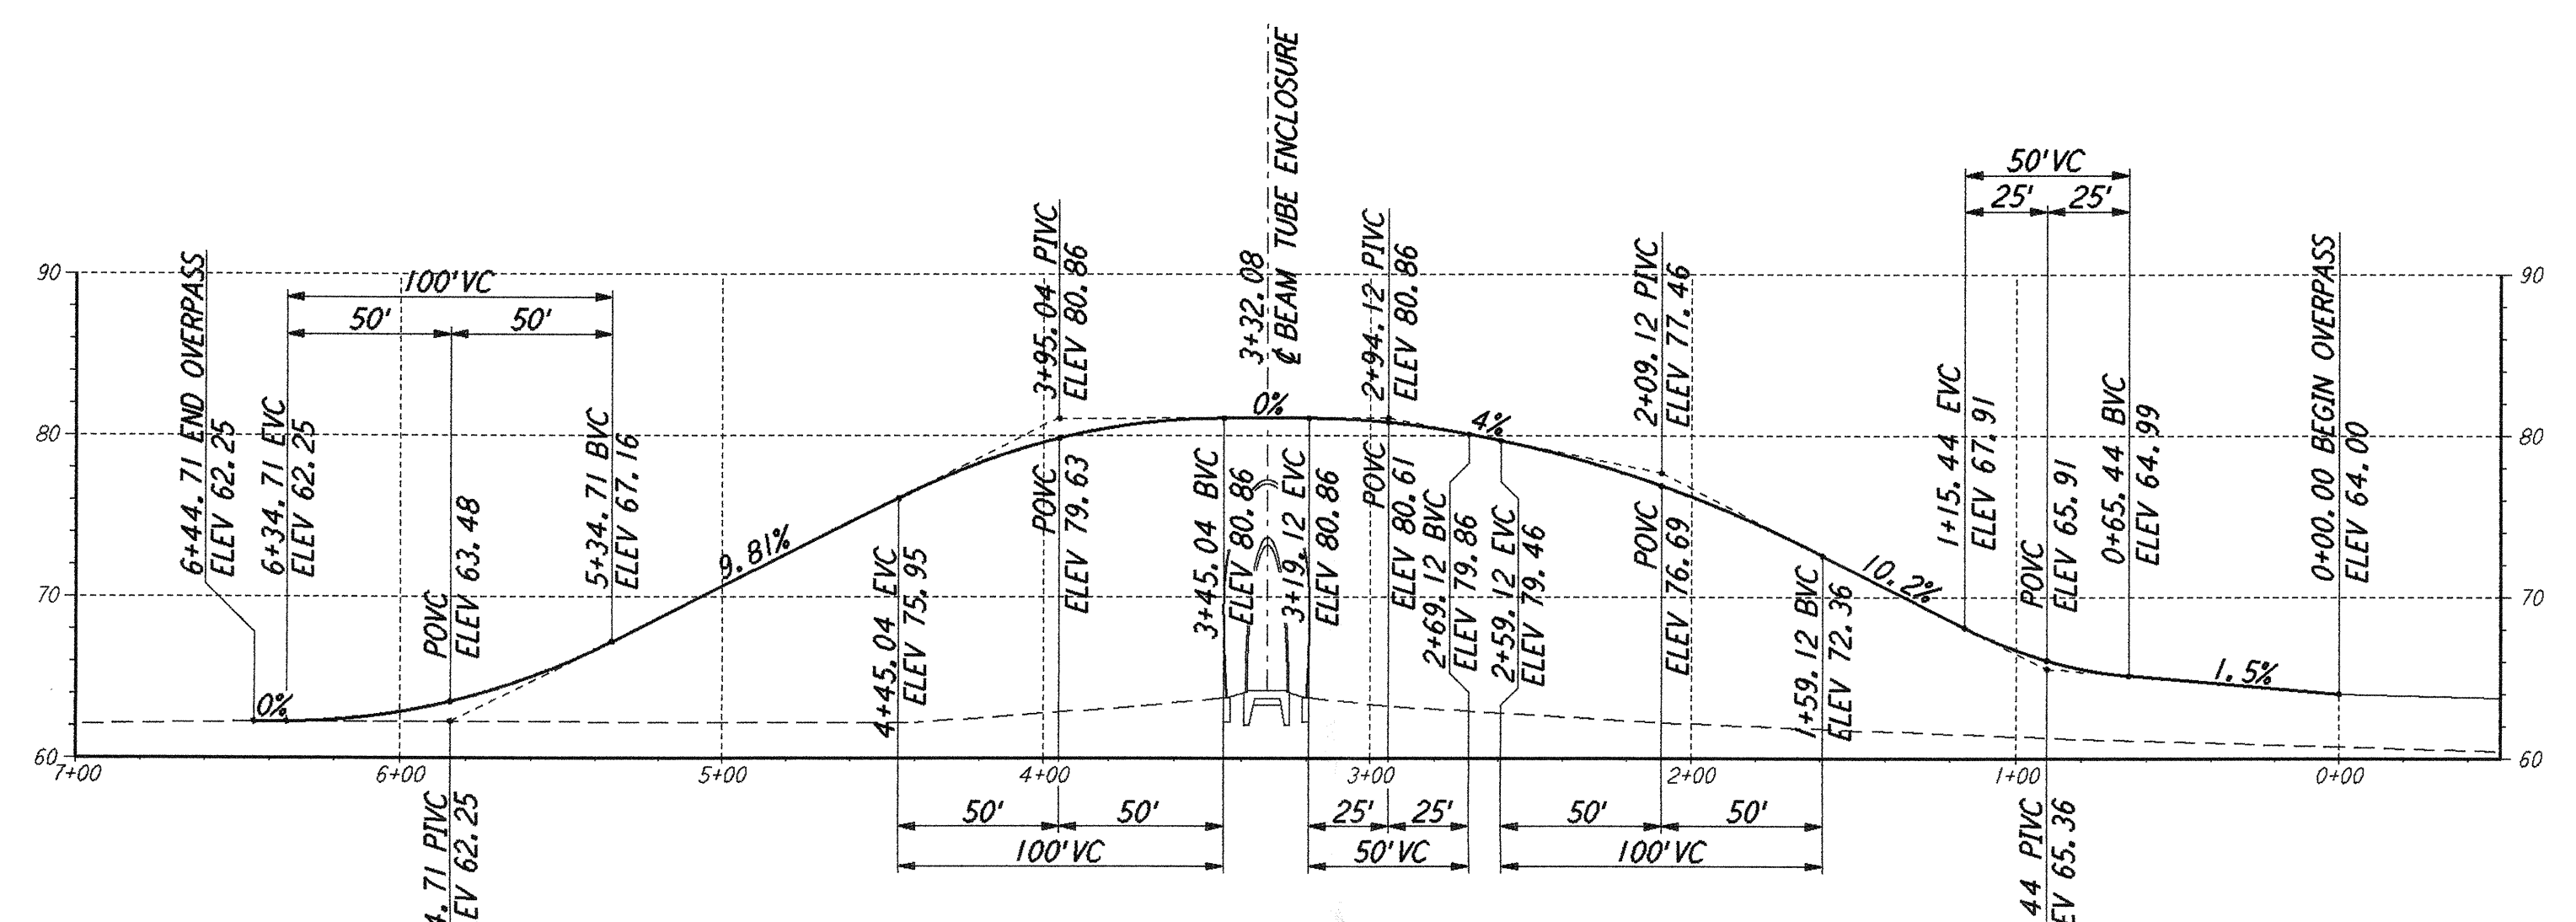 50'VC
25'
25'
6+44.71 END OVERPASS
ELEV 62.25
6+34.71 EVC
ELEV 62.25
100'VC
50'
50'
POVC
ELEV 63.48
5+34.71 BVC
ELEV 67.16
9.81%
4+45.04 EVC
ELEV 75.95
3+95.04 PIVC
ELEV 80.86
POVC
ELEV 79.63
3+45.04 BVC
ELEV 80.86
3+32.08
℄ BEAM TUBE ENCLOSURE
0%
3+19.12 EVC
ELEV 80.86
2+94.12 PIVC
ELEV 80.86
POVC
ELEV 80.61
4%
2+69.12 BVC
ELEV 79.86
2+59.12 EVC
ELEV 79.46
2+09.12 PIVC
ELEV 77.46
POVC
ELEV 76.69
1+59.12 BVC
ELEV 72.36
10.2%
1+15.44 EVC
ELEV 67.91
POVC
ELEV 65.91
0+65.44 BVC
ELEV 64.99
1.5%
0+00.00 BEGIN OVERPASS
ELEV 64.00
0%
90
80
70
60
90
80
70
60
7+00
6+00
5+00
4+00
3+00
2+00
1+00
0+00
4.71 PIVC
EV 62.25
50'
50'
100'VC
25'
25'
50'VC
50'
50'
100'VC
44 PIVC
EV 65.36